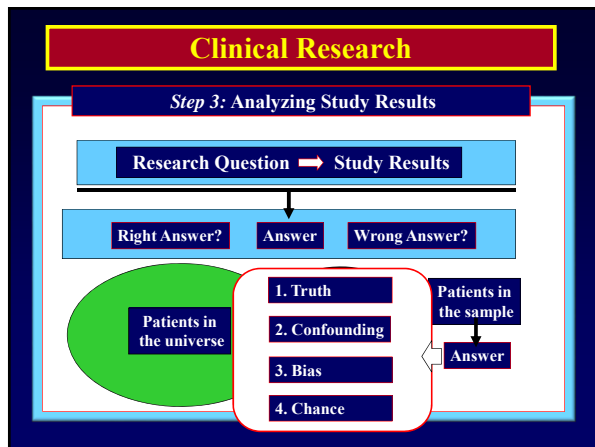 Clinical Research
Step 3: Analyzing Study Results
Research Question Study Results
Right Answer? Answer Wrong Answer?
Patients in
the universe
1. Truth
2. Confounding
3. Bias
4. Chance
Patients in
the sample
Answer